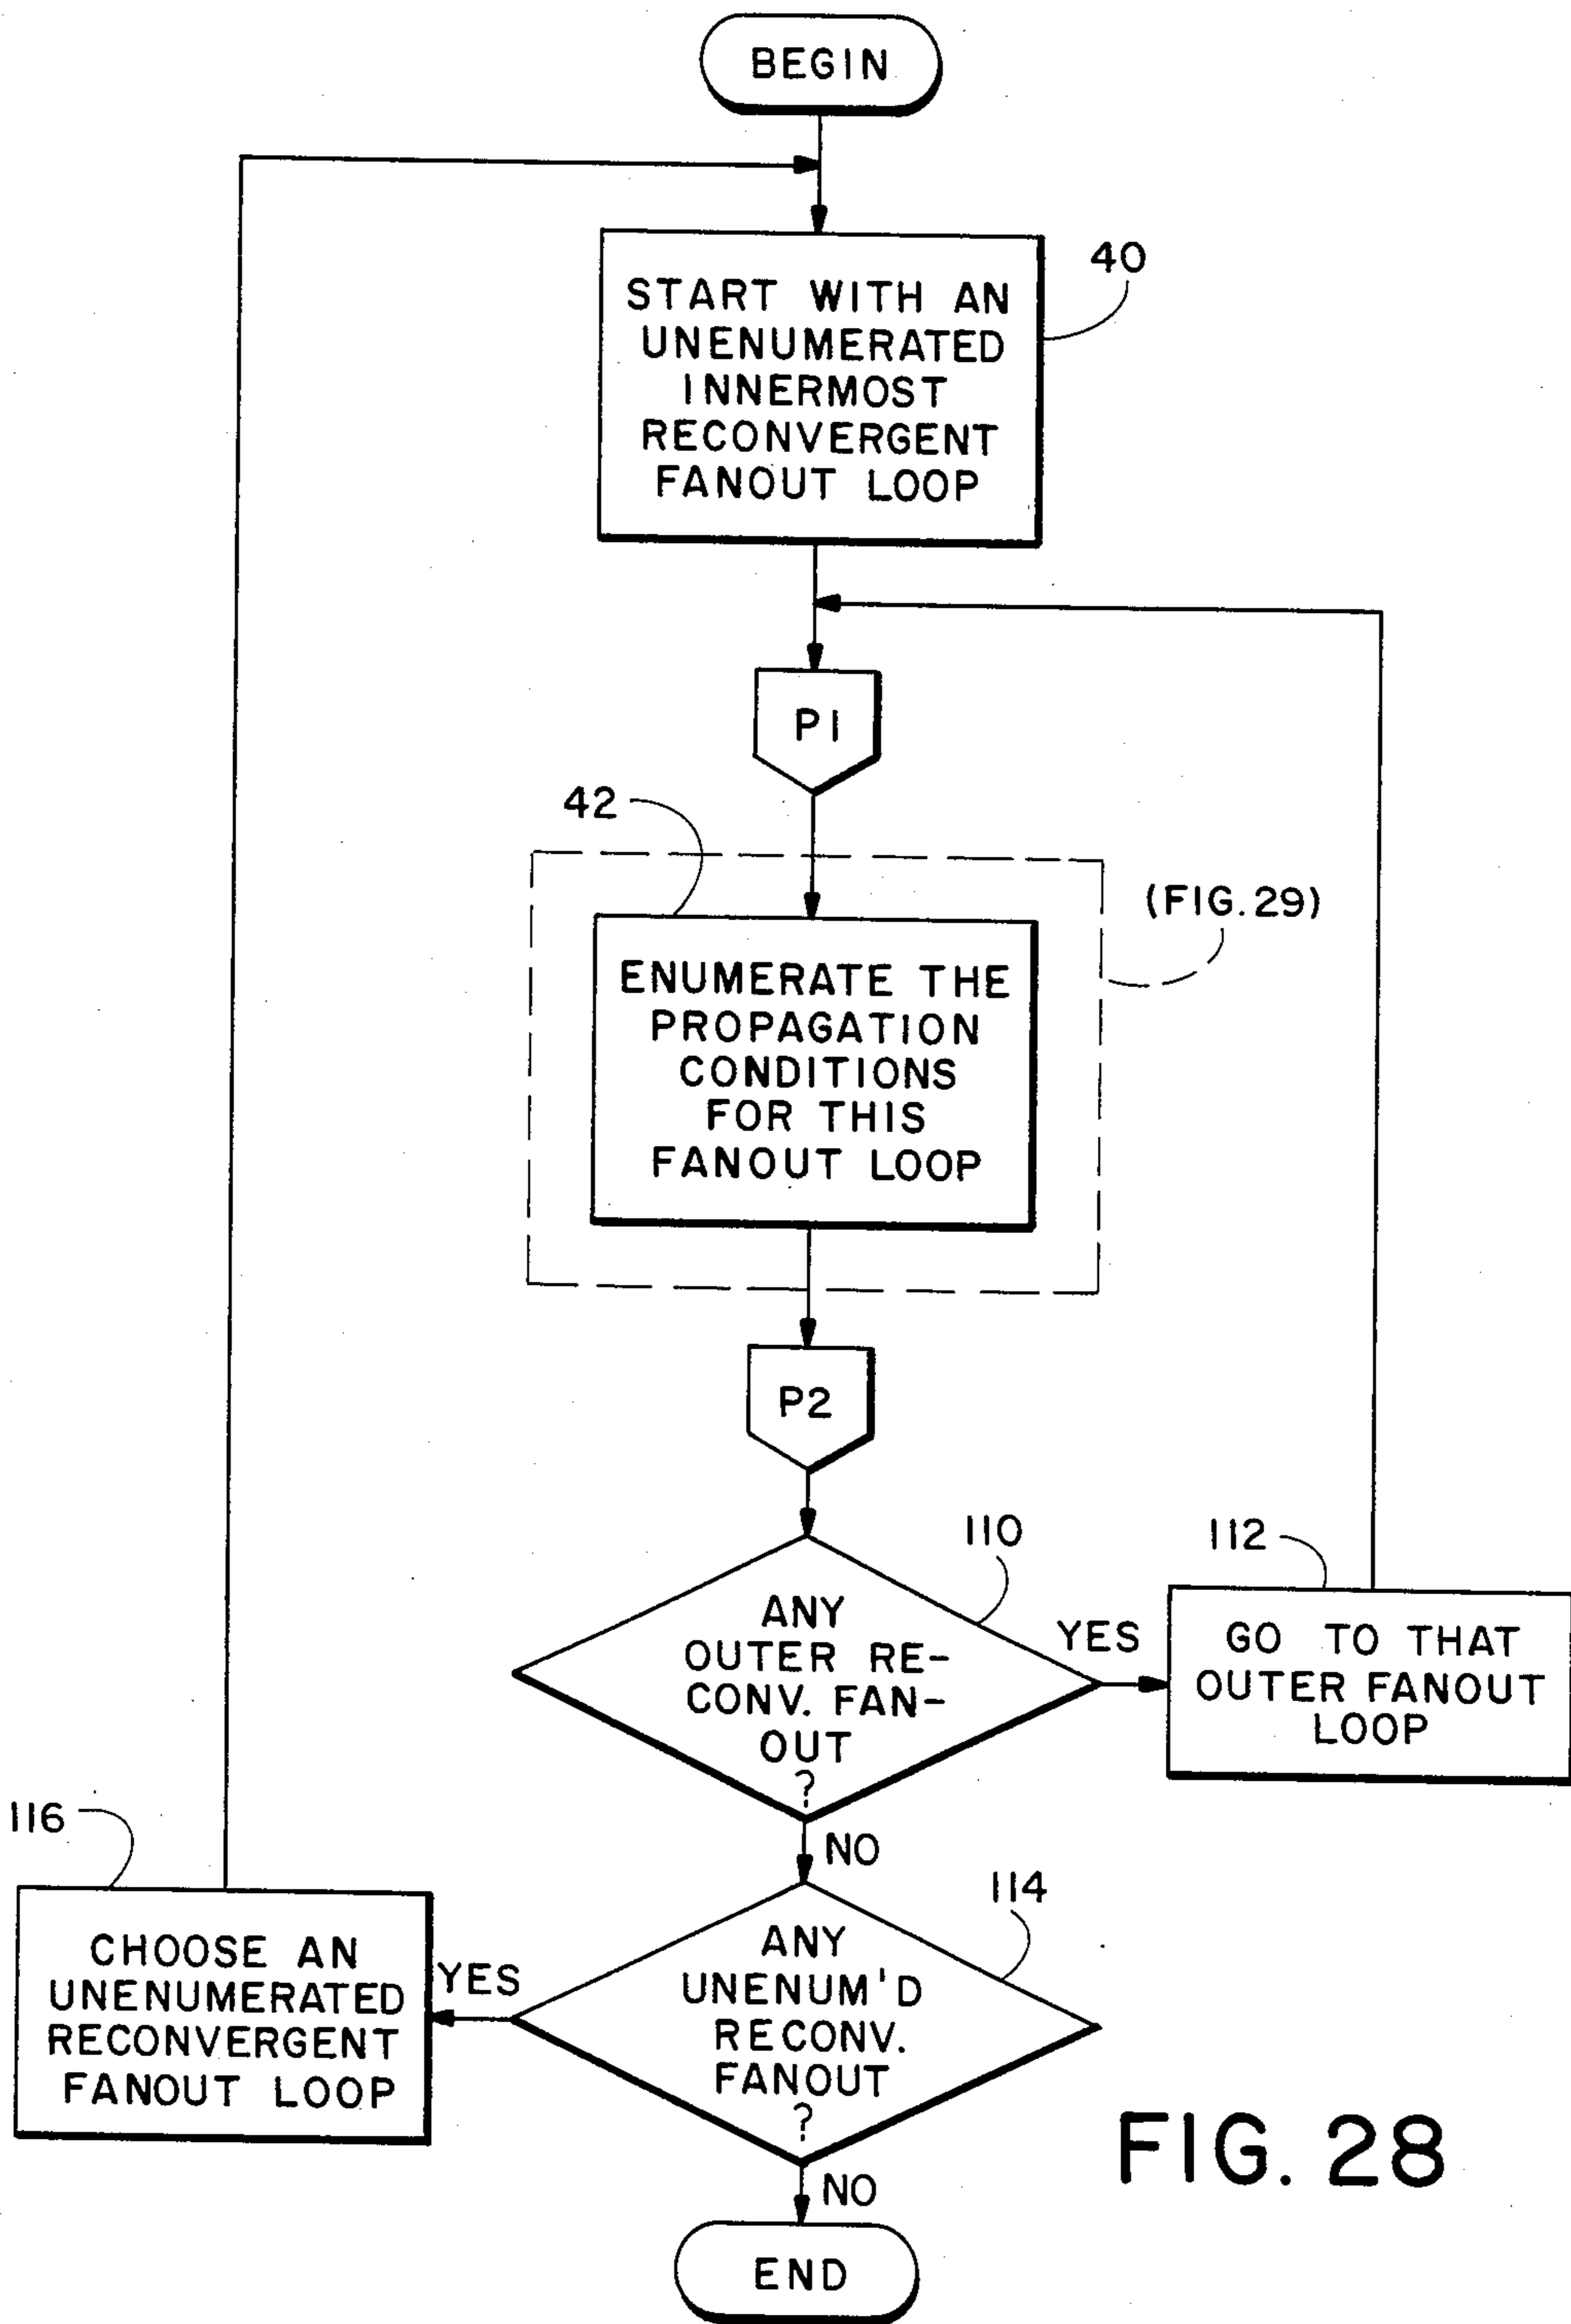 BEGIN
40
START WITH AN
UNENUMERATED
INNERMOST
RECONVERGENT
FANOUT LOOP
P1
42
(FIG. 29)
ENUMERATE THE
PROPAGATION
CONDITIONS
FOR THIS
FANOUT LOOP
P2
110
112
ANY
OUTER RE-
CONV. FAN-
OUT
?
YES
GO TO THAT
OUTER FANOUT
LOOP
NO
116
114
CHOOSE AN
UNENUMERATED
RECONVERGENT
FANOUT LOOP
YES
ANY
UNENUM'D
RECONV.
FANOUT
?
NO
END
FIG. 28